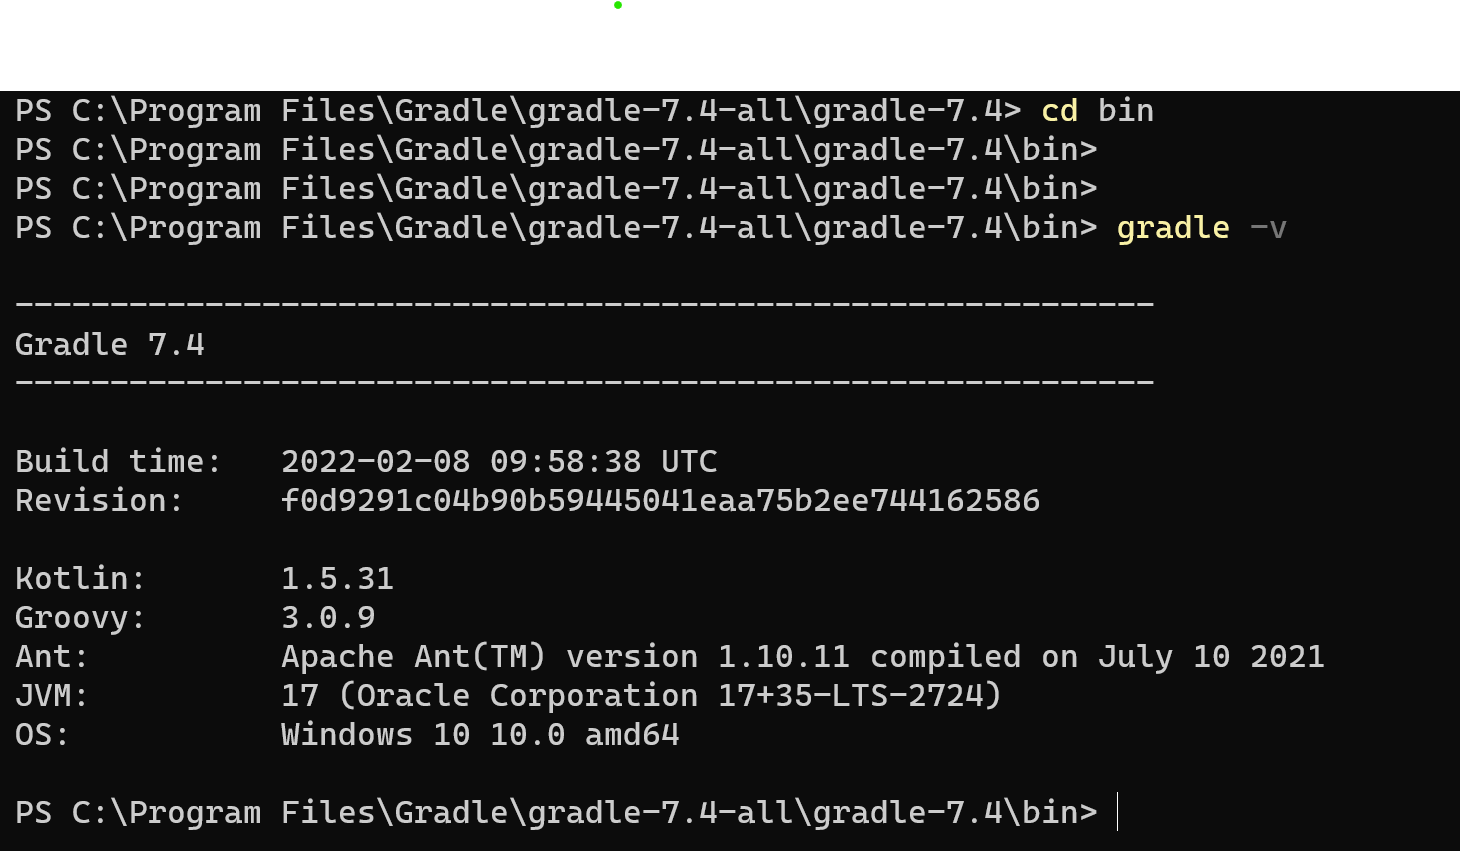 PS C:\Program Files\Gradle\gradle-7.4-all\gradle-7.4> cd bin
PS C:\Program Files\Gradle\gradle-7.4-all\gradle-7.4\bin>
PS C:\Program Files\Gradle\gradle-7.4-all\gradle-7.4\bin>
PS C:\Program Files\Gradle\gradle-7.4-all\gradle-7.4\bin> gradle -v
------------------------------------------------------------
Gradle 7.4
------------------------------------------------------------
Build time:   2022-02-08 09:58:38 UTC
Revision:     f0d9291c04b90b59445041eaa75b2ee744162586
Kotlin:       1.5.31
Groovy:       3.0.9
Ant:          Apache Ant(TM) version 1.10.11 compiled on July 10 2021
JVM:          17 (Oracle Corporation 17+35-LTS-2724)
OS:           Windows 10 10.0 amd64
PS C:\Program Files\Gradle\gradle-7.4-all\gradle-7.4\bin>